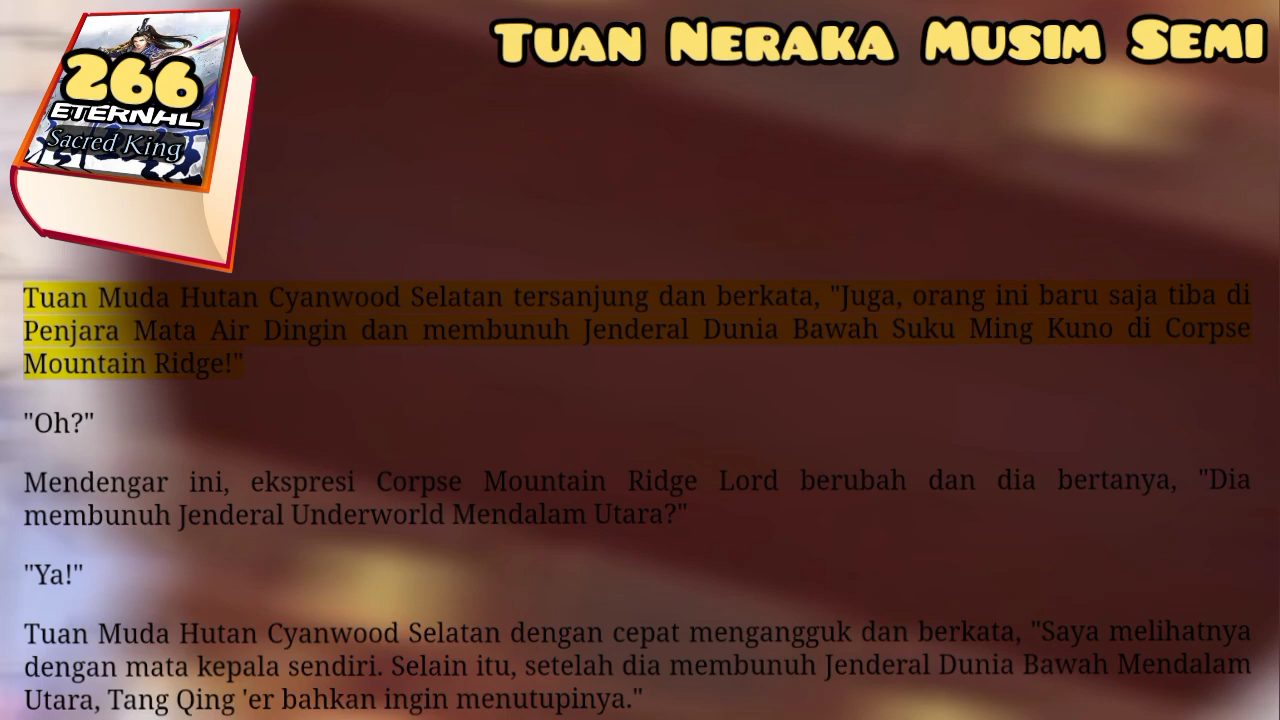 Tuan Neraka Musim Semi
266
ETERNAL
Sacred King
Tuan Muda Hutan Cyanwood Selatan tersanjung dan berkata, "Juga, orang ini baru saja tiba di
Penjara Mata Air Dingin dan membunuh Jenderal Dunia Bawah Suku Ming Kuno di Corpse
Mountain Ridge!"
"Oh?"
Mendengar ini, ekspresi Corpse Mountain Ridge Lord berubah dan dia bertanya, "Dia
membunuh Jenderal Underworld Mendalam Utara?"
"Ya!"
Tuan Muda Hutan Cyanwood Selatan dengan cepat mengangguk dan berkata, "Saya melihatnya
dengan mata kepala sendiri. Selain itu, setelah dia membunuh Jenderal Dunia Bawah Mendalam
Utara, Tang Qing 'er bahkan ingin menutupinya."